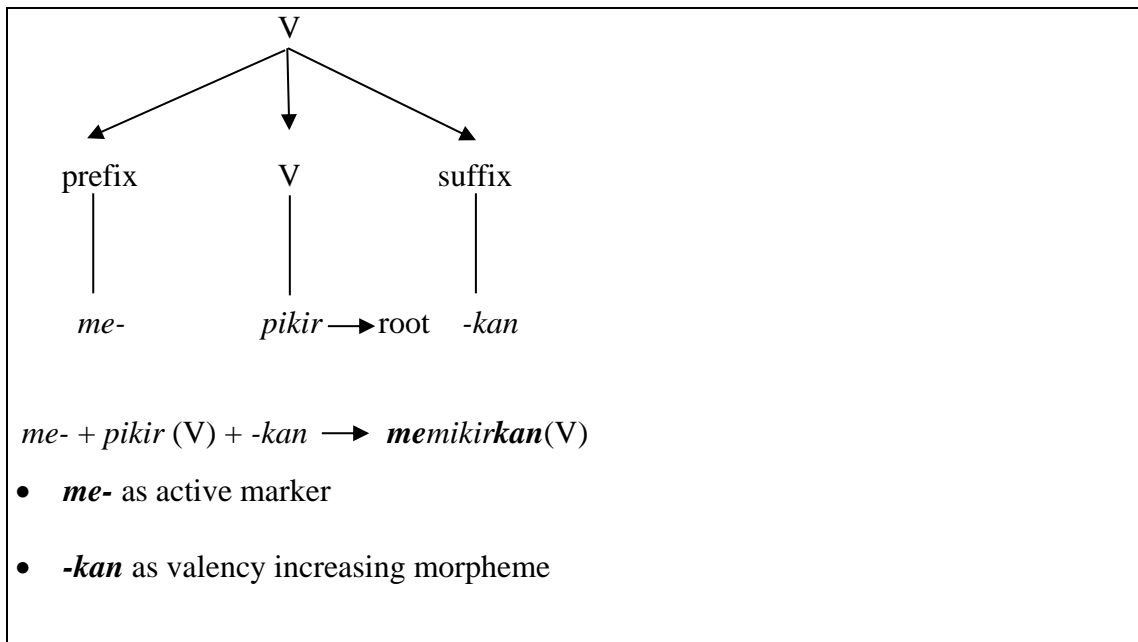 V
prefix V suffix
me- pikir root -kan
me- + pikir (V) + -kan → memikirkan(V)
• me- as active marker
• -kan as valency increasing morpheme